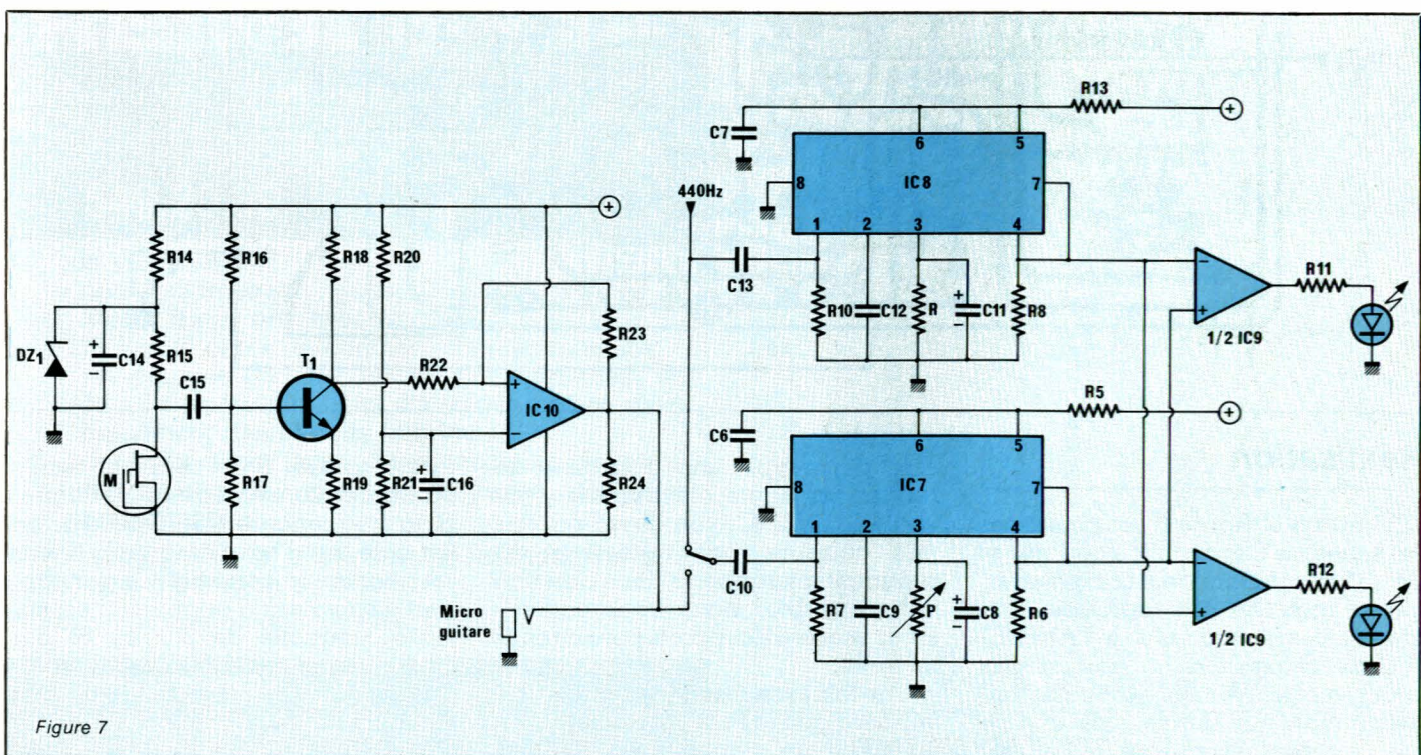 R14
R16
R18
R20
+
DZ1
+
C14
−
R15
C15
T1
R22
R23
+
−
IC10
M
R17
R19
R21
+
C16
−
R24
440Hz
Micro
guitare
C7
R13
+
6
5
8
IC8
7
1
2
3
4
C13
R10
C12
R
+
C11
−
R8
−
+
1/2 IC9
R11
C6
R5
+
6
5
8
IC7
7
1
2
3
4
C10
R7
C9
P
+
C8
−
R6
−
+
1/2 IC9
R12
Figure 7